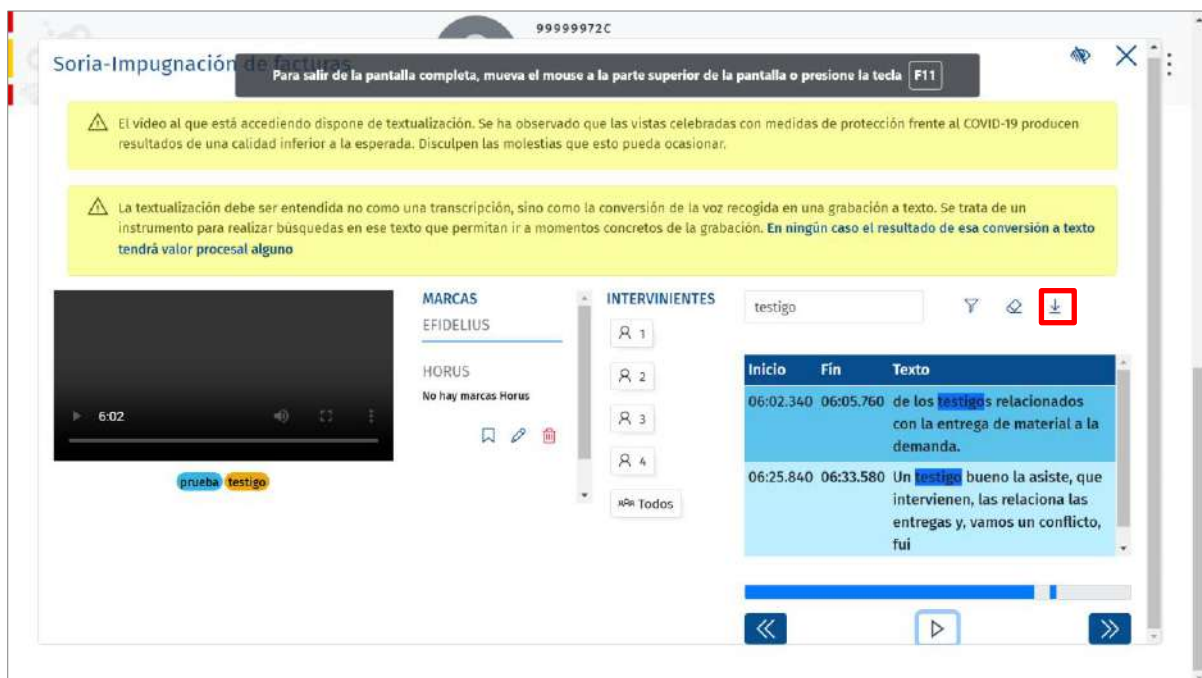 99999972C
Soria-Impugnación de facturas
Para salir de la pantalla completa, mueva el mouse a la parte superior de la pantalla o presione la tecla F11
El vídeo al que está accediendo dispone de textualización. Se ha observado que las vistas celebradas con medidas de protección frente al COVID-19 producen
resultados de una calidad inferior a la esperada. Disculpen las molestias que esto pueda ocasionar.
La textualización debe ser entendida no como una transcripción, sino como la conversión de la voz recogida en una grabación a texto. Se trata de un
instrumento para realizar búsquedas en ese texto que permitan ir a momentos concretos de la grabación. En ningún caso el resultado de esa conversión a texto
tendrá valor procesal alguno
6:02
prueba testigo
MARCAS
EFIDELIUS
HORUS
No hay marcas Horus
INTERVINIENTES
1
2
3
4
Todos
testigo
Inicio Fín Texto
06:02.340 06:05.760 de los testigos relacionados
con la entrega de material a la
demanda.
06:25.840 06:33.580 Un testigo bueno la asiste, que
intervienen, las relaciona las
entregas y, vamos un conflicto,
fui